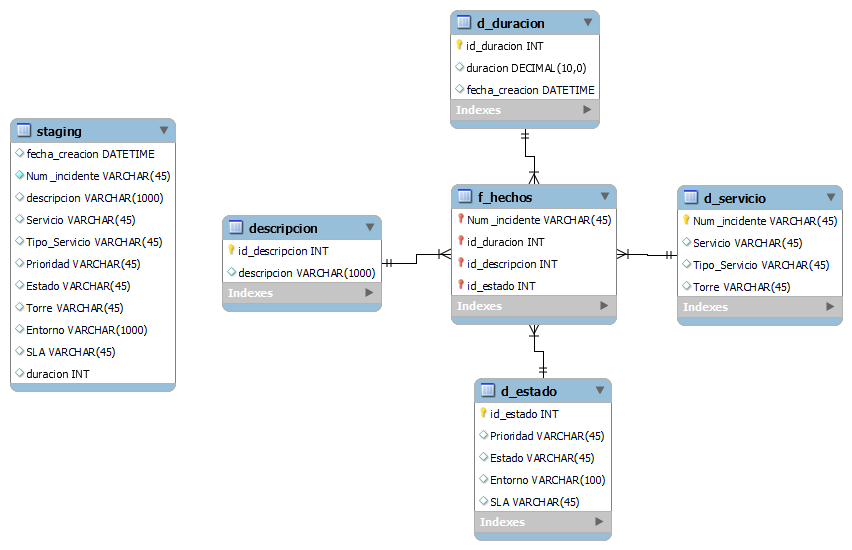 d_duracion
id_duracion INT
duracion DECIMAL(10,0)
fecha_creacion DATETIME
Indexes
staging
fecha_creacion DATETIME
Num_incidente VARCHAR(45)
descripcion VARCHAR(1000)
Servicio VARCHAR(45)
Tipo_Servicio VARCHAR(45)
Prioridad VARCHAR(45)
Estado VARCHAR(45)
Torre VARCHAR(45)
Entorno VARCHAR(1000)
SLA VARCHAR(45)
duracion INT
descripcion
id_descripcion INT
descripcion VARCHAR(1000)
Indexes
f_hechos
Num_incidente VARCHAR(45)
id_duracion INT
id_descripcion INT
id_estado INT
Indexes
d_servicio
Num_incidente VARCHAR(45)
Servicio VARCHAR(45)
Tipo_Servicio VARCHAR(45)
Torre VARCHAR(45)
Indexes
d_estado
id_estado INT
Prioridad VARCHAR(45)
Estado VARCHAR(45)
Entorno VARCHAR(100)
SLA VARCHAR(45)
Indexes